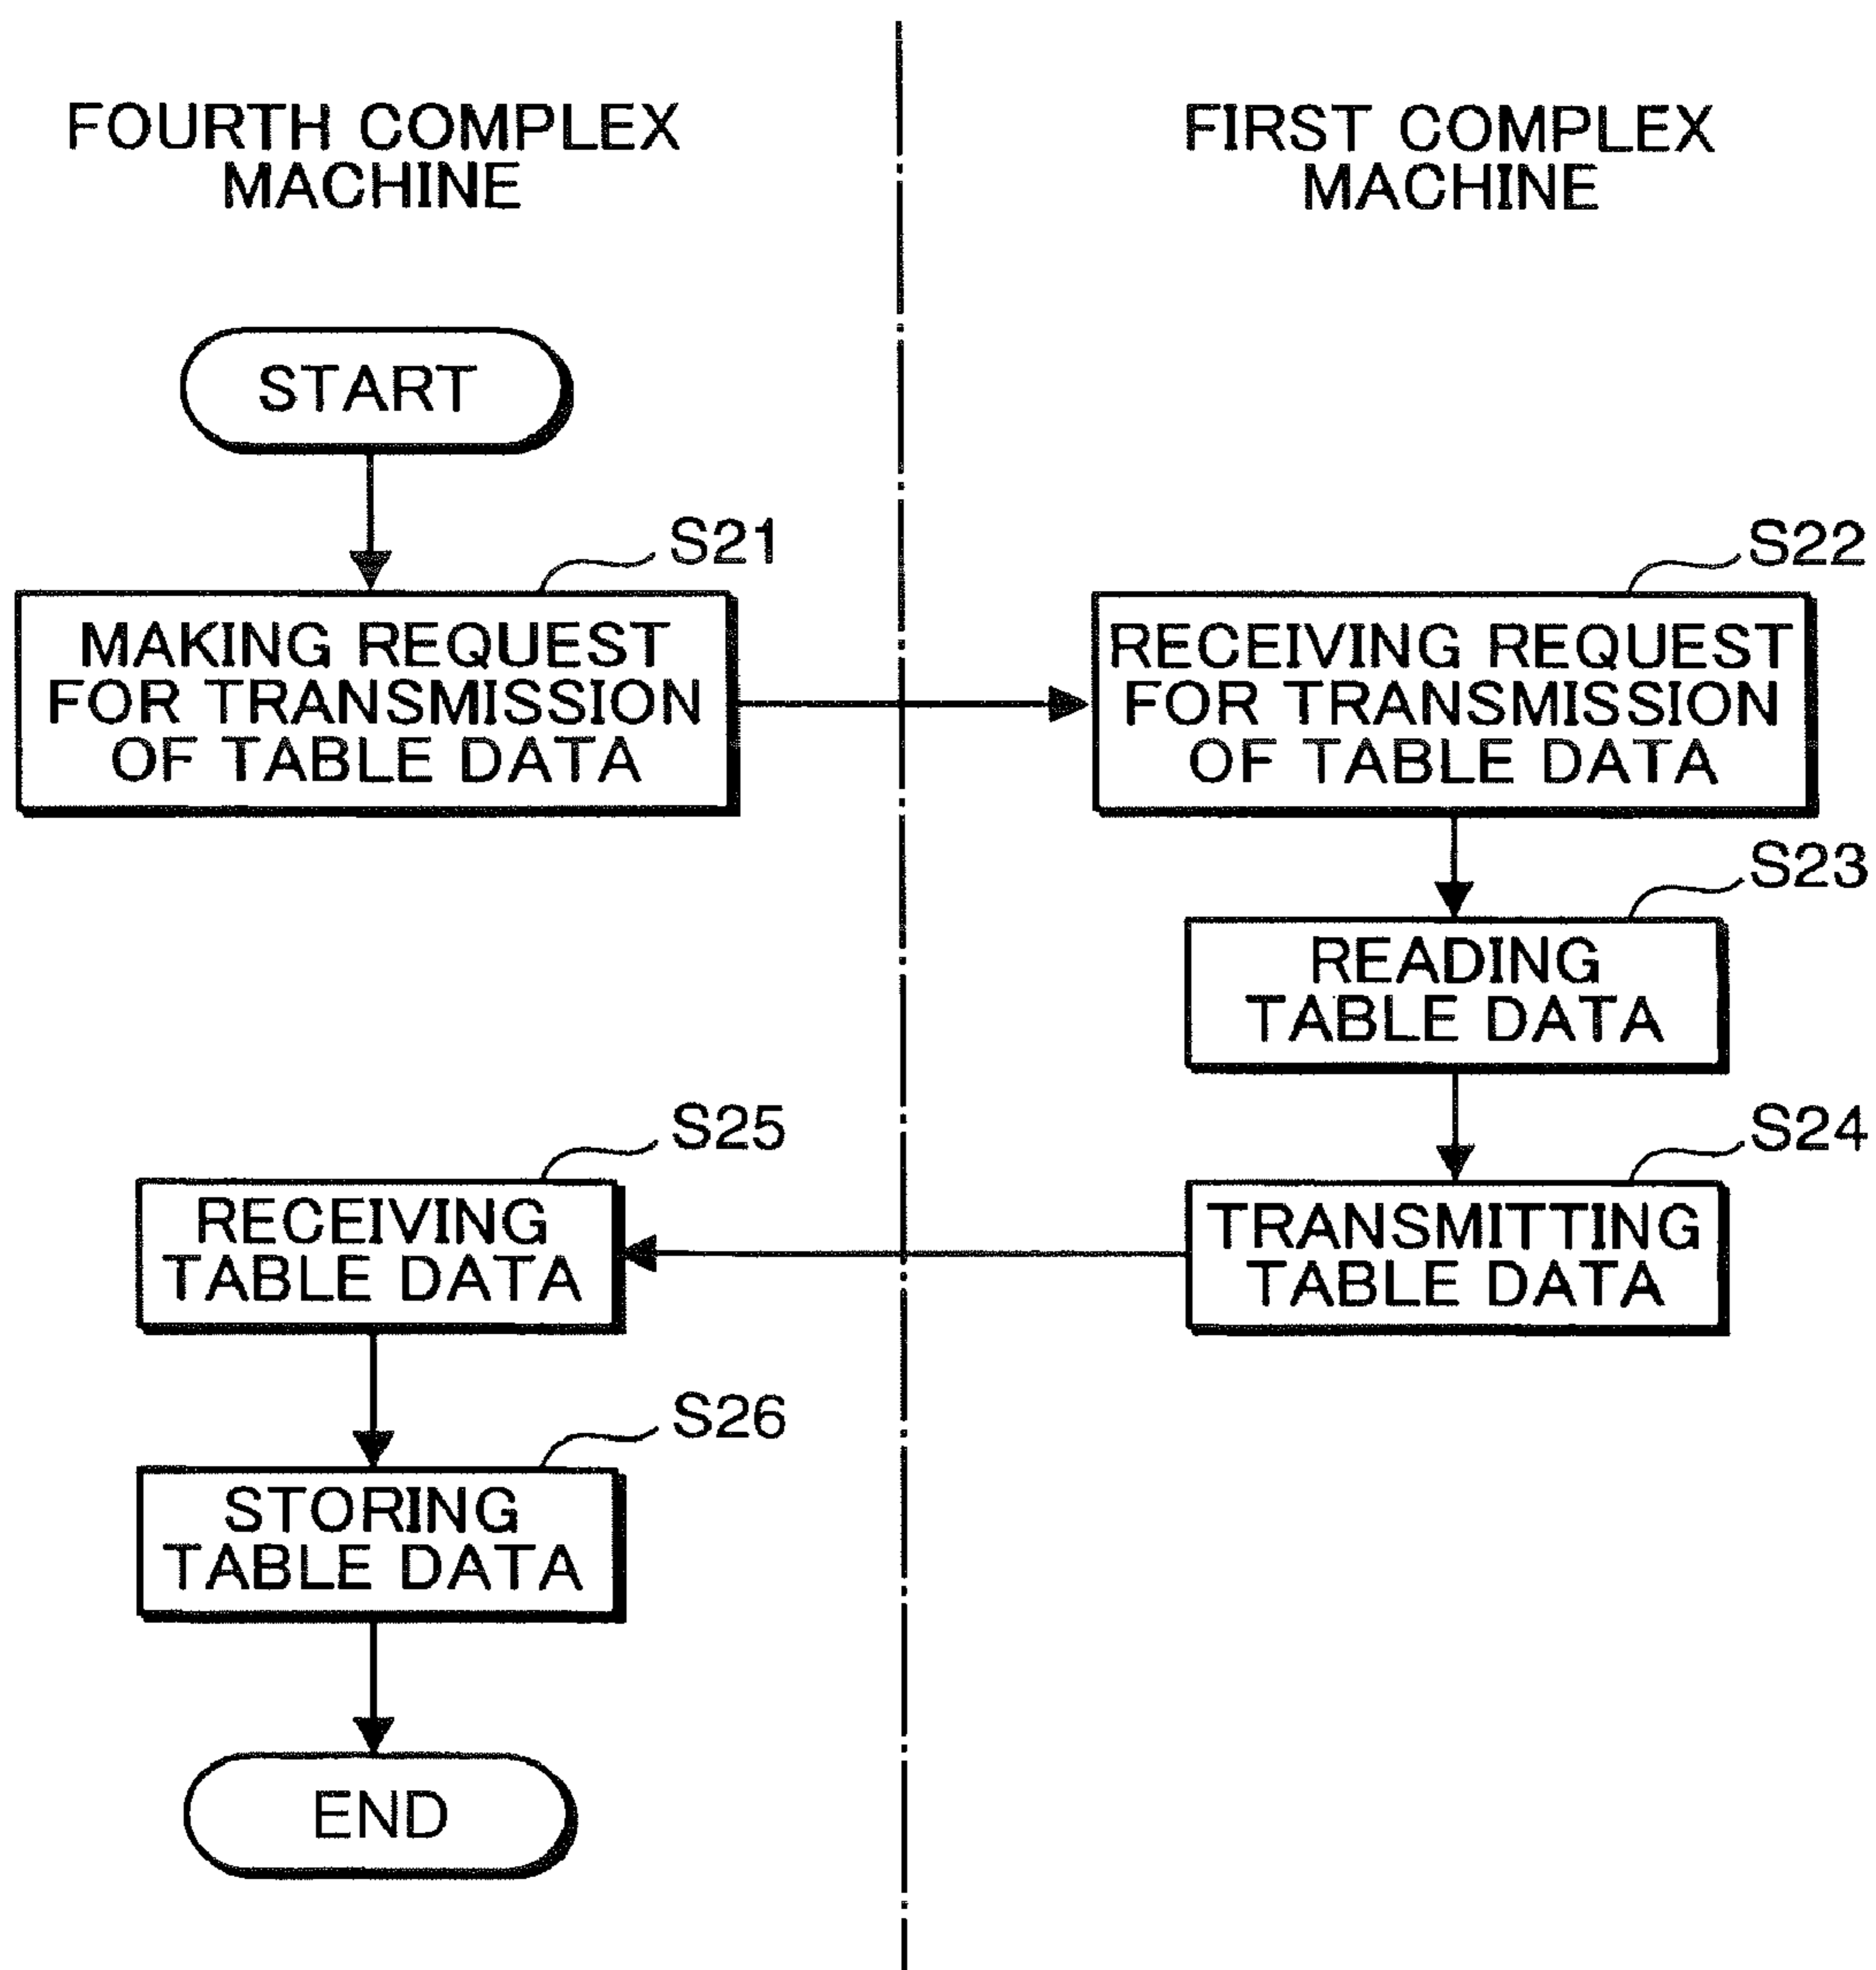 FOURTH COMPLEX
MACHINE
FIRST COMPLEX
MACHINE
START
S21
MAKING REQUEST
FOR TRANSMISSION
OF TABLE DATA
S22
RECEIVING REQUEST
FOR TRANSMISSION
OF TABLE DATA
S23
READING
TABLE DATA
S24
TRANSMITTING
TABLE DATA
S25
RECEIVING
TABLE DATA
S26
STORING
TABLE DATA
END